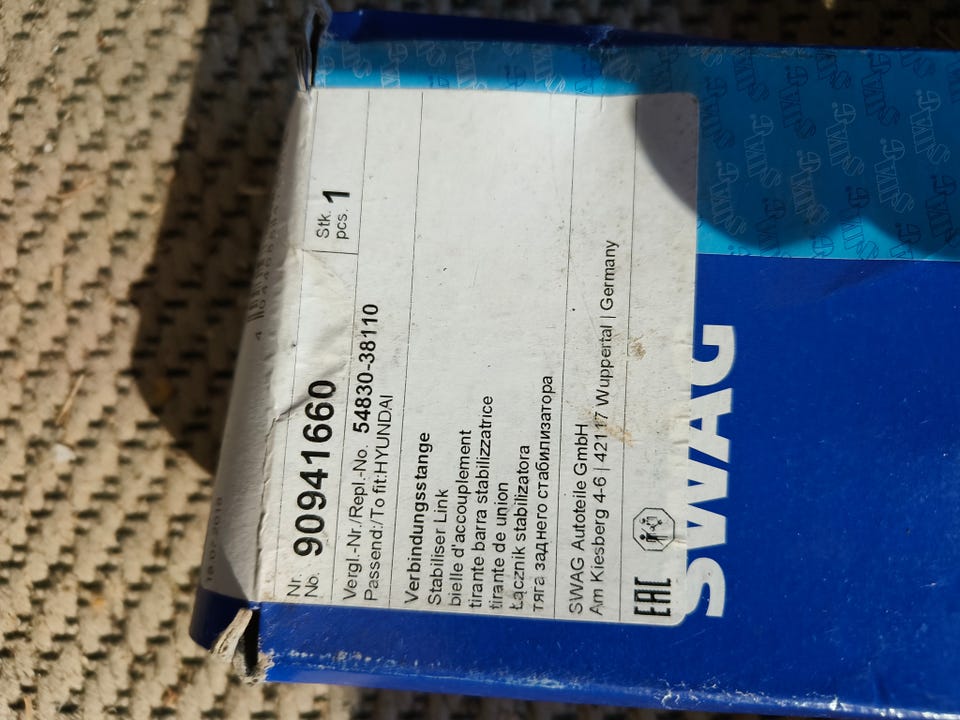 Nr.
No. 90941660
Stk.
pcs. 1
Vergl.-Nr./Repl.-No. 54830-38110
Passend:/To fit:HYUNDAI
Verbindungsstange
Stabiliser Link
bielle d'accouplement
tirante barra stabilizzatrice
tirante de union
Łącznik stabilizatora
тяга заднего стабилизатора
SWAG Autoteile GmbH
Am Kiesberg 4-6 | 42117 Wuppertal | Germany
EAC
SWAG